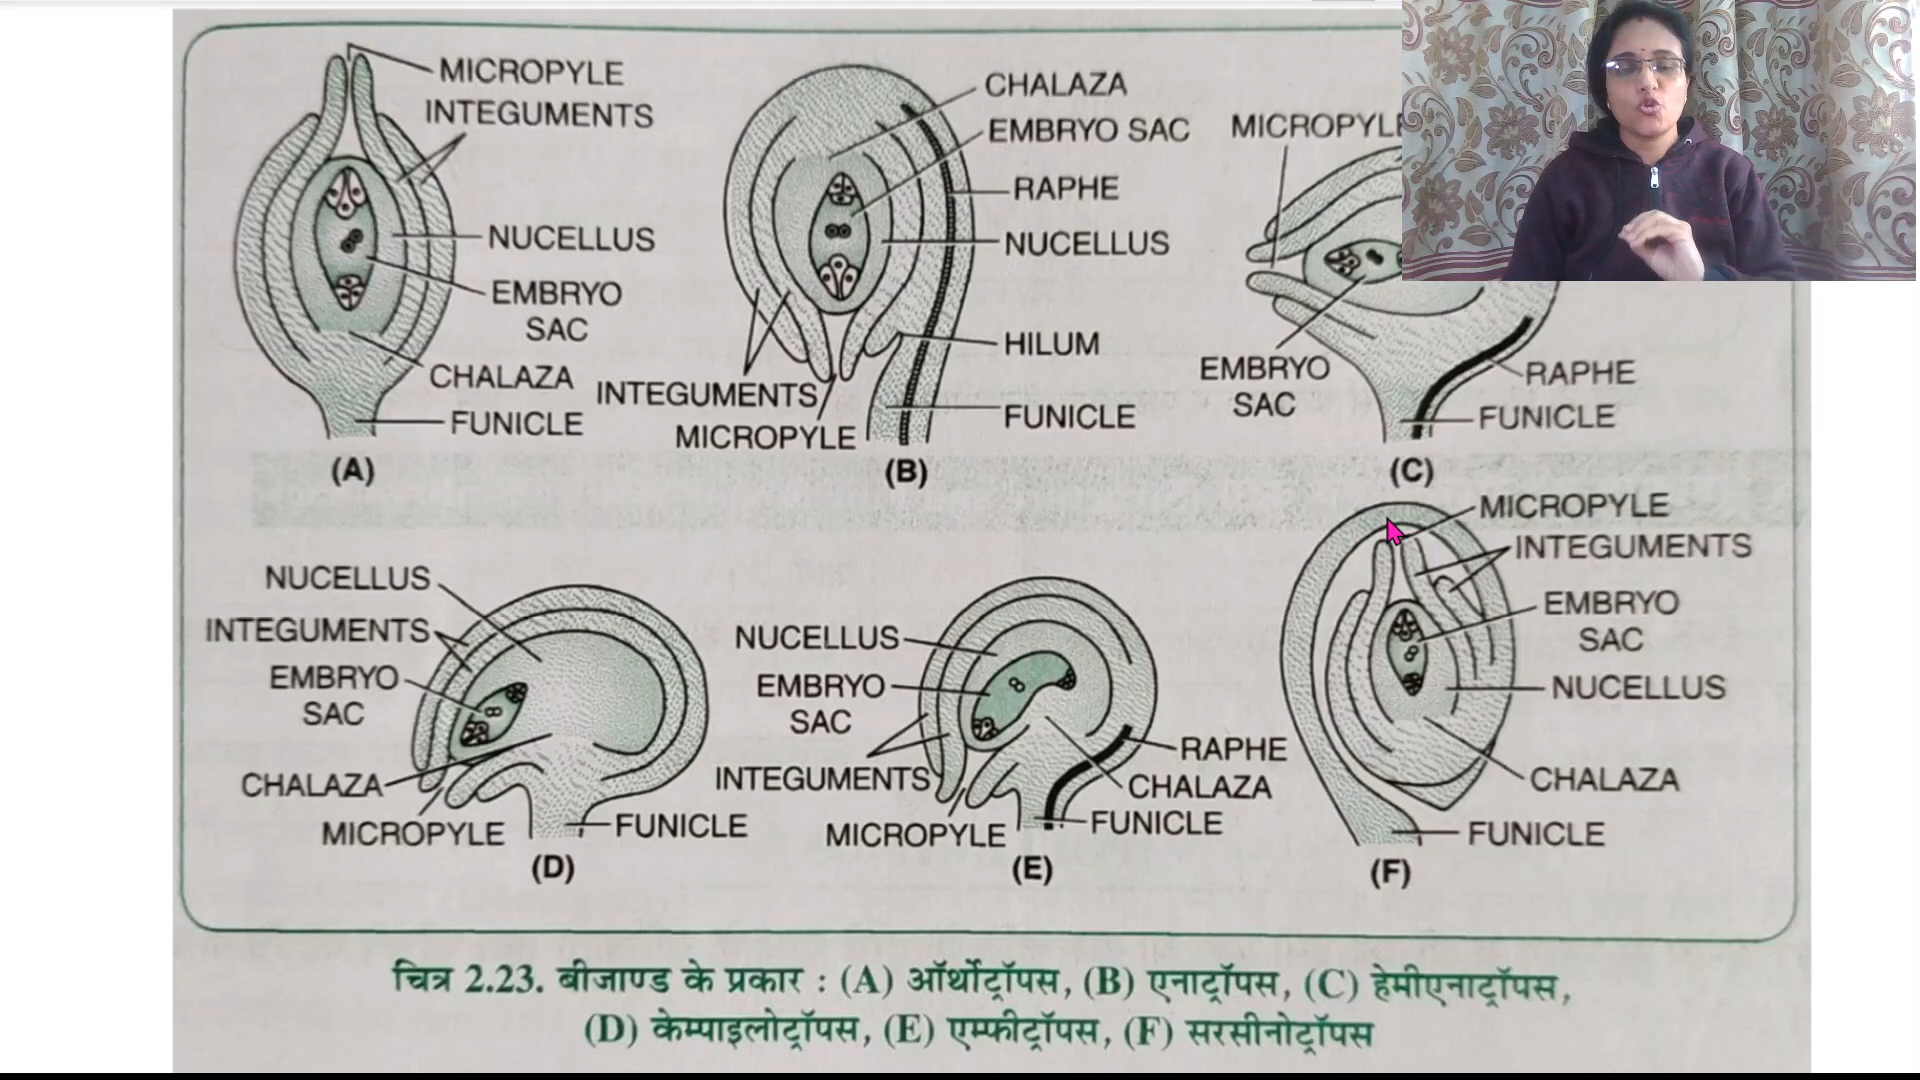 MICROPYLE
INTEGUMENTS
NUCELLUS
EMBRYO
SAC
CHALAZA
FUNICLE
(A)
CHALAZA
EMBRYO SAC
RAPHE
NUCELLUS
HILUM
INTEGUMENTS
FUNICLE
MICROPYLE
(B)
MICROPYL
EMBRYO
SAC
RAPHE
FUNICLE
(C)
NUCELLUS
INTEGUMENTS
EMBRYO
SAC
CHALAZA
MICROPYLE
FUNICLE
(D)
NUCELLUS
EMBRYO
SAC
INTEGUMENTS
RAPHE
CHALAZA
FUNICLE
MICROPYLE
(E)
MICROPYLE
INTEGUMENTS
EMBRYO
SAC
NUCELLUS
CHALAZA
FUNICLE
(F)
चित्र 2.23. बीजाण्ड के प्रकार : (A) ऑर्थोट्रॉपस, (B) एनाट्रॉपस, (C) हेमीएनाट्रॉपस,
(D) केम्पाइलोट्रॉपस, (E) एम्फीट्रॉपस, (F) सरसीनोट्रॉपस